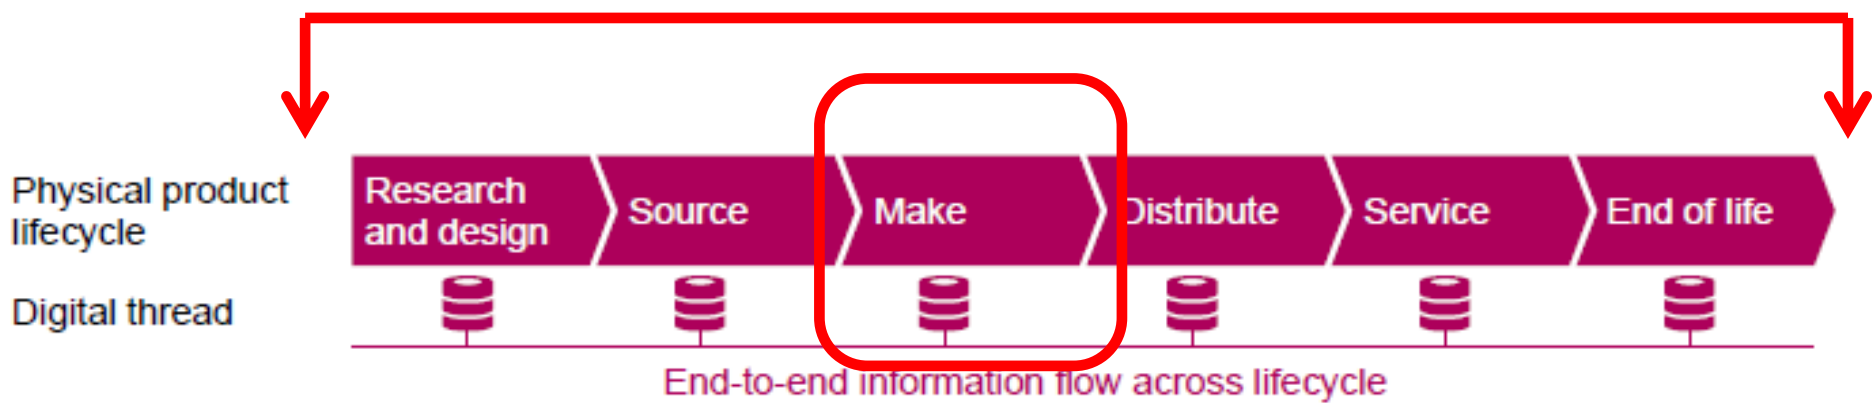 Physical product
lifecycle
Research
and design
Source
Make
Distribute
Service
End of life
Digital thread
End-to-end information flow across lifecycle